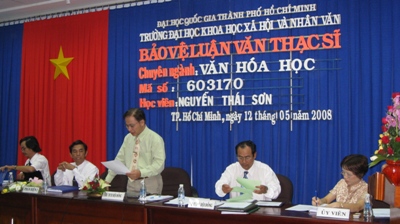 ĐẠI HỌC QUỐC GIA THÀNH PHỐ HỒ CHÍ MINH
TRƯỜNG ĐẠI HỌC KHOA HỌC XÃ HỘI VÀ NHÂN VĂN
BẢO VỆ LUẬN VĂN THẠC SĨ
Chuyên ngành: VĂN HÓA HỌC
Mã số: 603170
Học viên: NGUYỄN THÁI SƠN
TP. Hồ Chí Minh, ngày 12 tháng 05 năm 2008
ỦY VIÊN